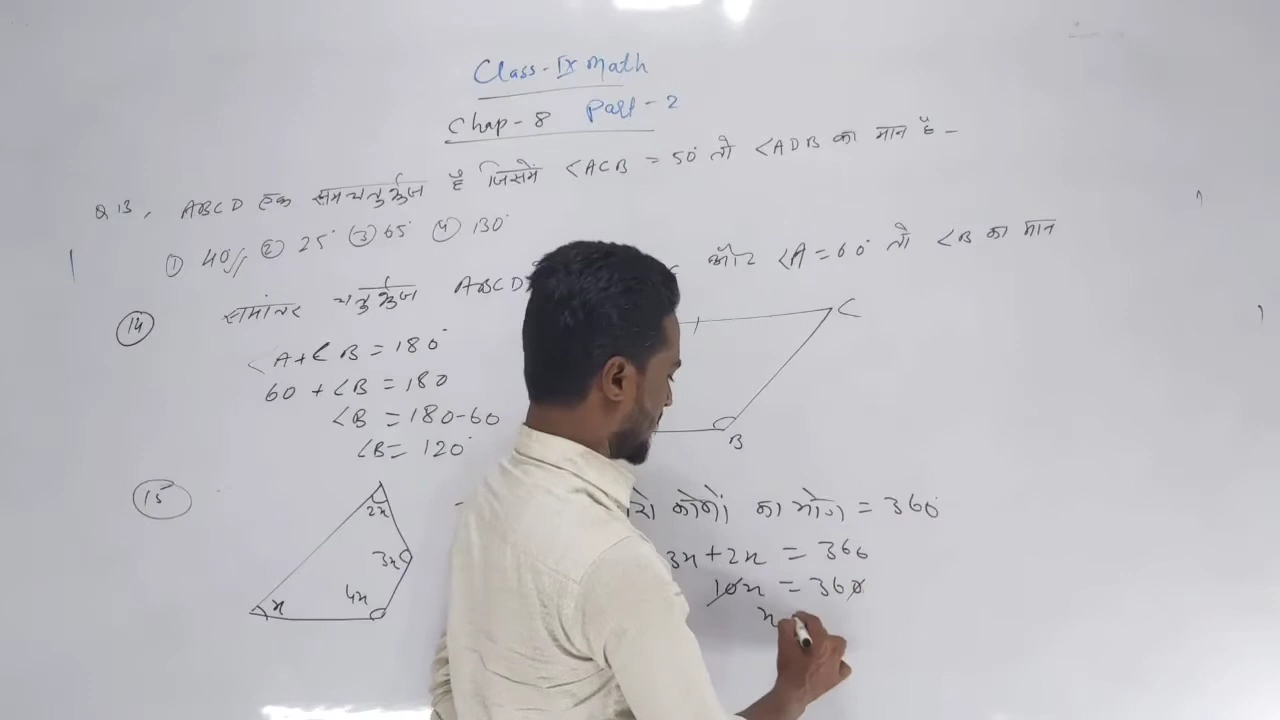 Class-IX Math
Chap-8 Part-2
Q 13. ABCD एक समचतुर्भुज है जिसमें ∠ACB = 50° तो ∠ADB का मान है -
① 40°// ② 25° ③ 65° ④ 130°
⑭ समांतर चतुर्भुज ABCD और ∠A = 60° तो ∠B का मान
C
∠A + ∠B = 180°
60 + ∠B = 180
∠B = 180-60
∠B = 120°
B
⑮
2x
3x
4x
x
कोणों का योग = 360°
3x + 2x = 360
10x = 360
x